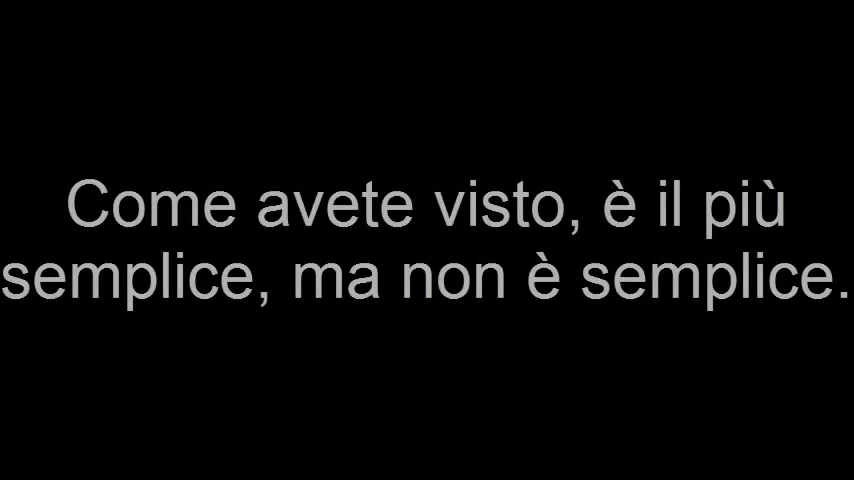 Come avete visto, è il più
semplice, ma non è semplice.